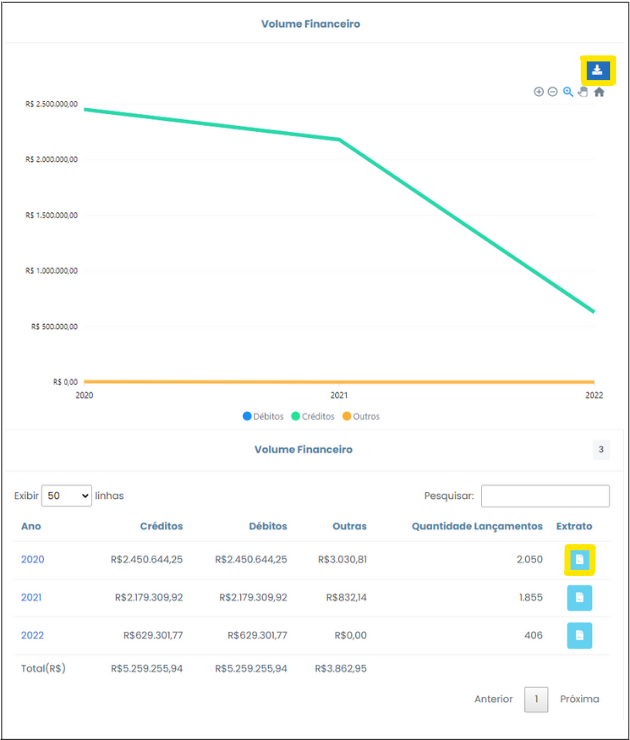 Volume Financeiro
R$ 2.500.000,00
R$ 2.000.000,00
R$ 1.500.000,00
R$ 1.000.000,00
R$ 500.000,00
R$ 0,00
2020 2021 2022
Débitos Créditos Outros
Volume Financeiro 3
Exibir 50 linhas Pesquisar:
Ano Créditos Débitos Outras Quantidade Lançamentos Extrato
2020 R$2.450.644,25 R$2.450.644,25 R$3.030,81 2.050
2021 R$2.179.309,92 R$2.179.309,92 R$832,14 1.855
2022 R$629.301,77 R$629.301,77 R$0,00 406
Total(R$) R$5.259.255,94 R$5.259.255,94 R$3.862,95
Anterior 1 Próxima